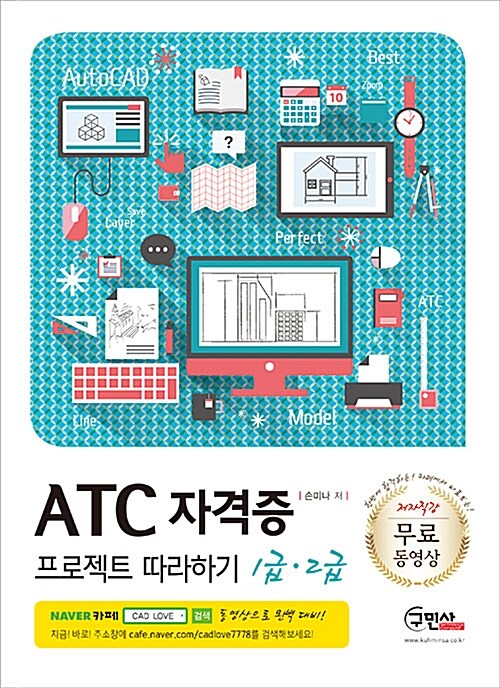 AutoCAD
Best
Zoom
10
?
Save
Layer
Perfect
ATC
Line
Model
ATC 자격증
손미나 저
프로젝트 따라하기 1급·2급
저자직강
무료
동영상
NAVER 카페 CAD LOVE 검색 동영상으로 완벽 대비!
지금! 바로! 주소창에 cafe.naver.com/cadlove7778를 검색해보세요!
구민사
www.kuhminsa.co.kr